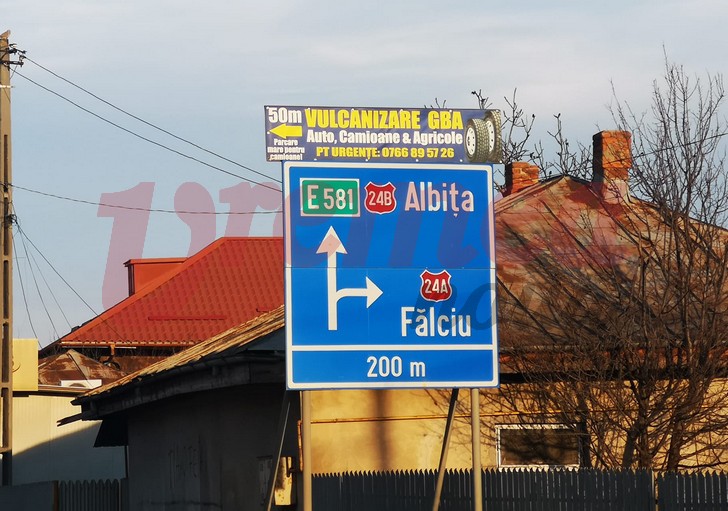 50m VULCANIZARE GBA
Auto, Camioane & Agricole
Parcare
mare pentru
camioane!
PT URGENȚE: 0766 89 57 26
E 581 24B Albița
24A
Fălciu
200 m